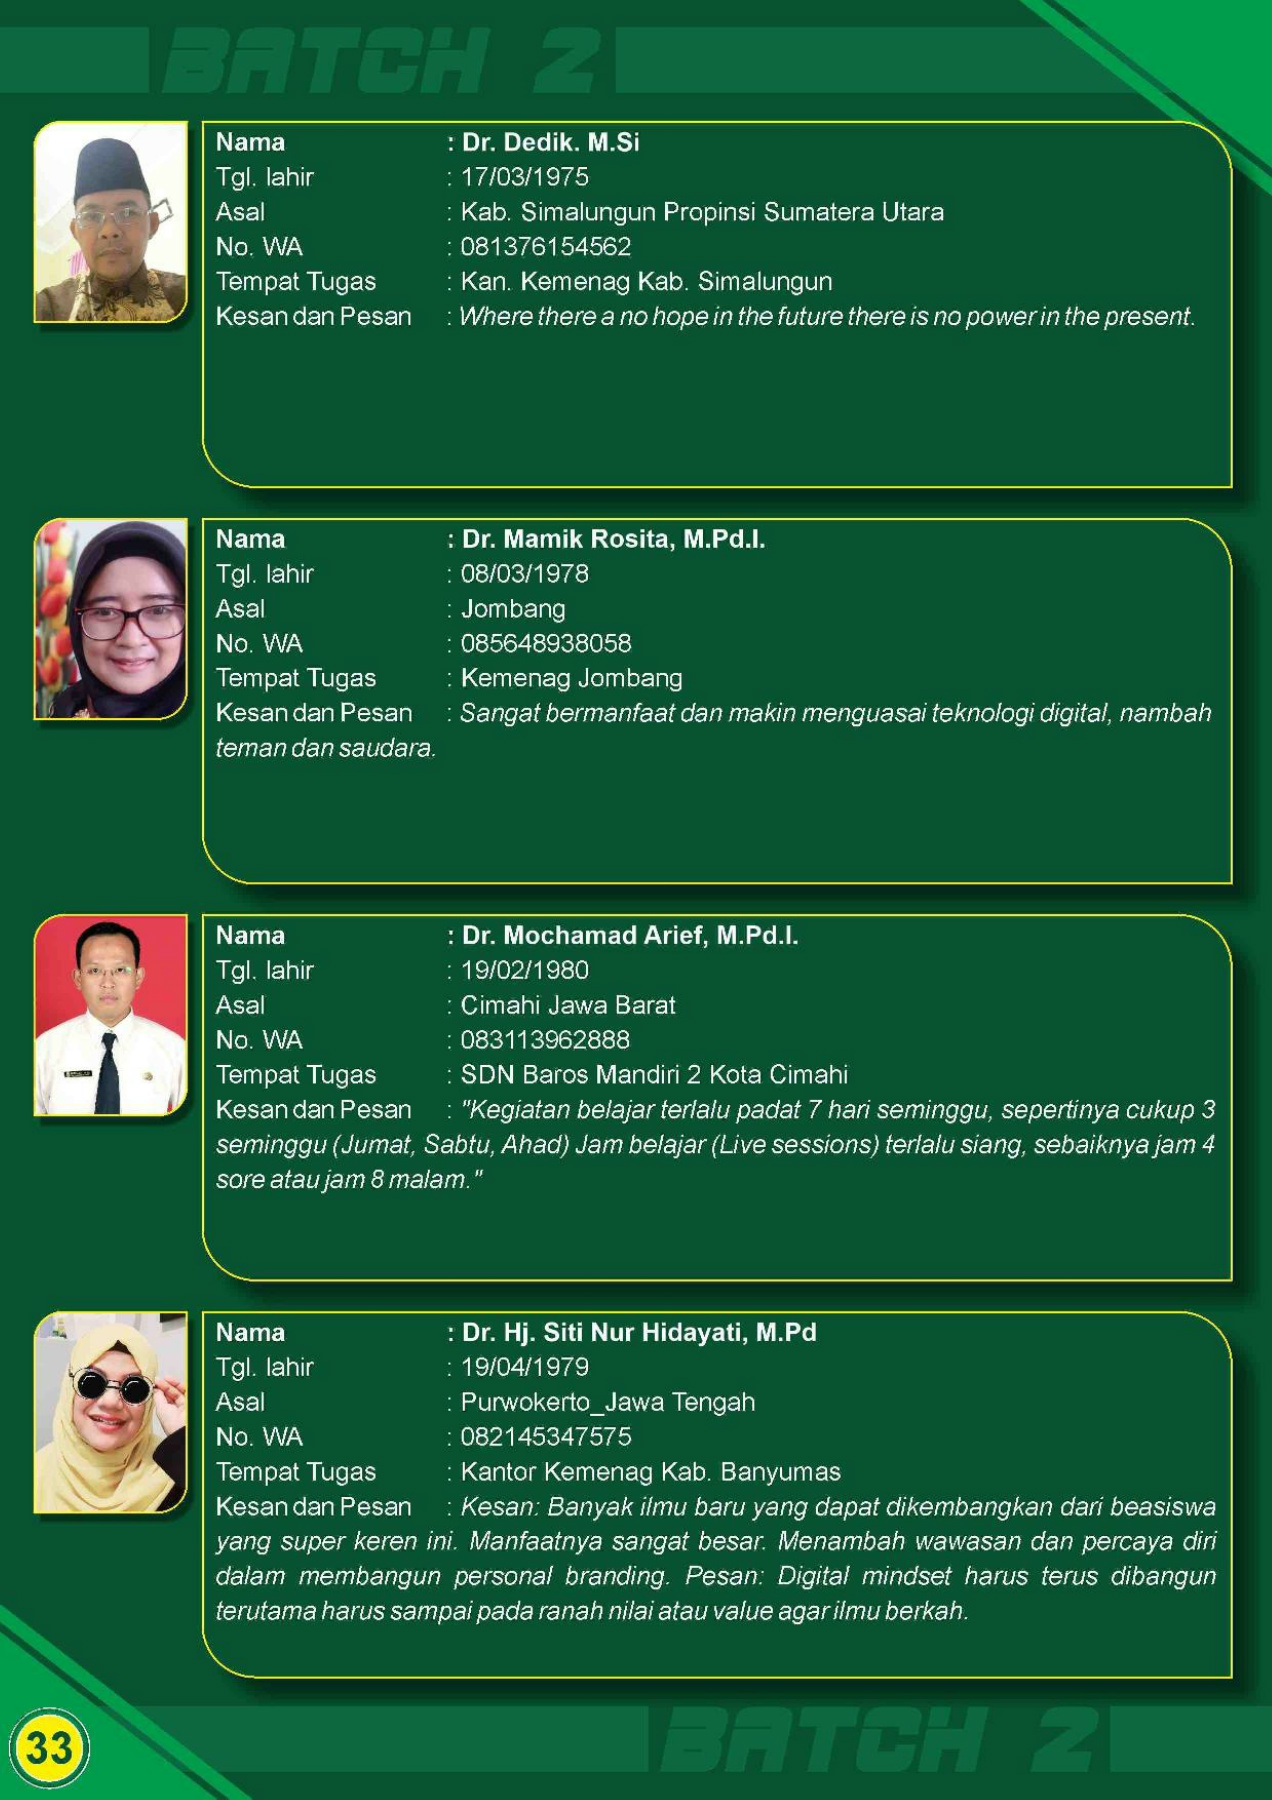 BATCH 2
Nama : Dr. Dedik. M.Si
Tgl. lahir : 17/03/1975
Asal : Kab. Simalungun Propinsi Sumatera Utara
No. WA : 081376154562
Tempat Tugas : Kan. Kemenag Kab. Simalungun
Kesan dan Pesan : Where there a no hope in the future there is no power in the present.
Nama : Dr. Mamik Rosita, M.Pd.I.
Tgl. lahir : 08/03/1978
Asal : Jombang
No. WA : 085648938058
Tempat Tugas : Kemenag Jombang
Kesan dan Pesan : Sangat bermanfaat dan makin menguasai teknologi digital, nambah
teman dan saudara.
Nama : Dr. Mochamad Arief, M.Pd.I.
Tgl. lahir : 19/02/1980
Asal : Cimahi Jawa Barat
No. WA : 083113962888
Tempat Tugas : SDN Baros Mandiri 2 Kota Cimahi
Kesan dan Pesan : "Kegiatan belajar terlalu padat 7 hari seminggu, sepertinya cukup 3
seminggu (Jumat, Sabtu, Ahad) Jam belajar (Live sessions) terlalu siang, sebaiknya jam 4
sore atau jam 8 malam."
Nama : Dr. Hj. Siti Nur Hidayati, M.Pd
Tgl. lahir : 19/04/1979
Asal : Purwokerto_Jawa Tengah
No. WA : 082145347575
Tempat Tugas : Kantor Kemenag Kab. Banyumas
Kesan dan Pesan : Kesan: Banyak ilmu baru yang dapat dikembangkan dari beasiswa
yang super keren ini. Manfaatnya sangat besar. Menambah wawasan dan percaya diri
dalam membangun personal branding. Pesan: Digital mindset harus terus dibangun
terutama harus sampai pada ranah nilai atau value agar ilmu berkah.
33
BATCH 2